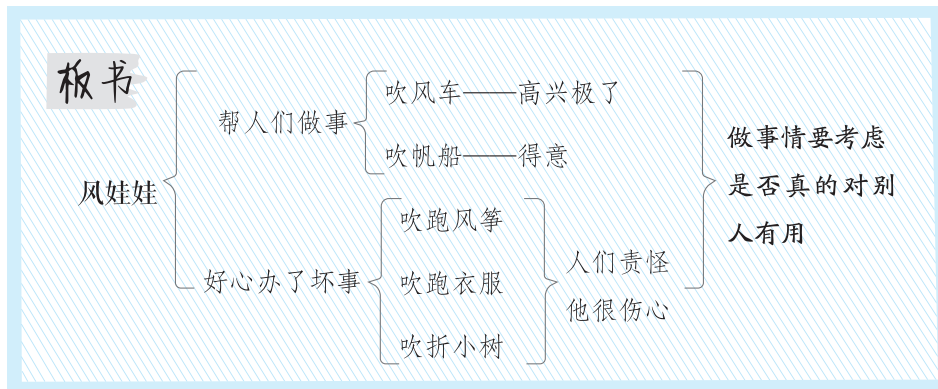 板书
风娃娃
帮人们做事
吹风车——高兴极了
吹帆船——得意
好心办了坏事
吹跑风筝
吹跑衣服
吹折小树
人们责怪
他很伤心
做事情要考虑
是否真的对别
人有用